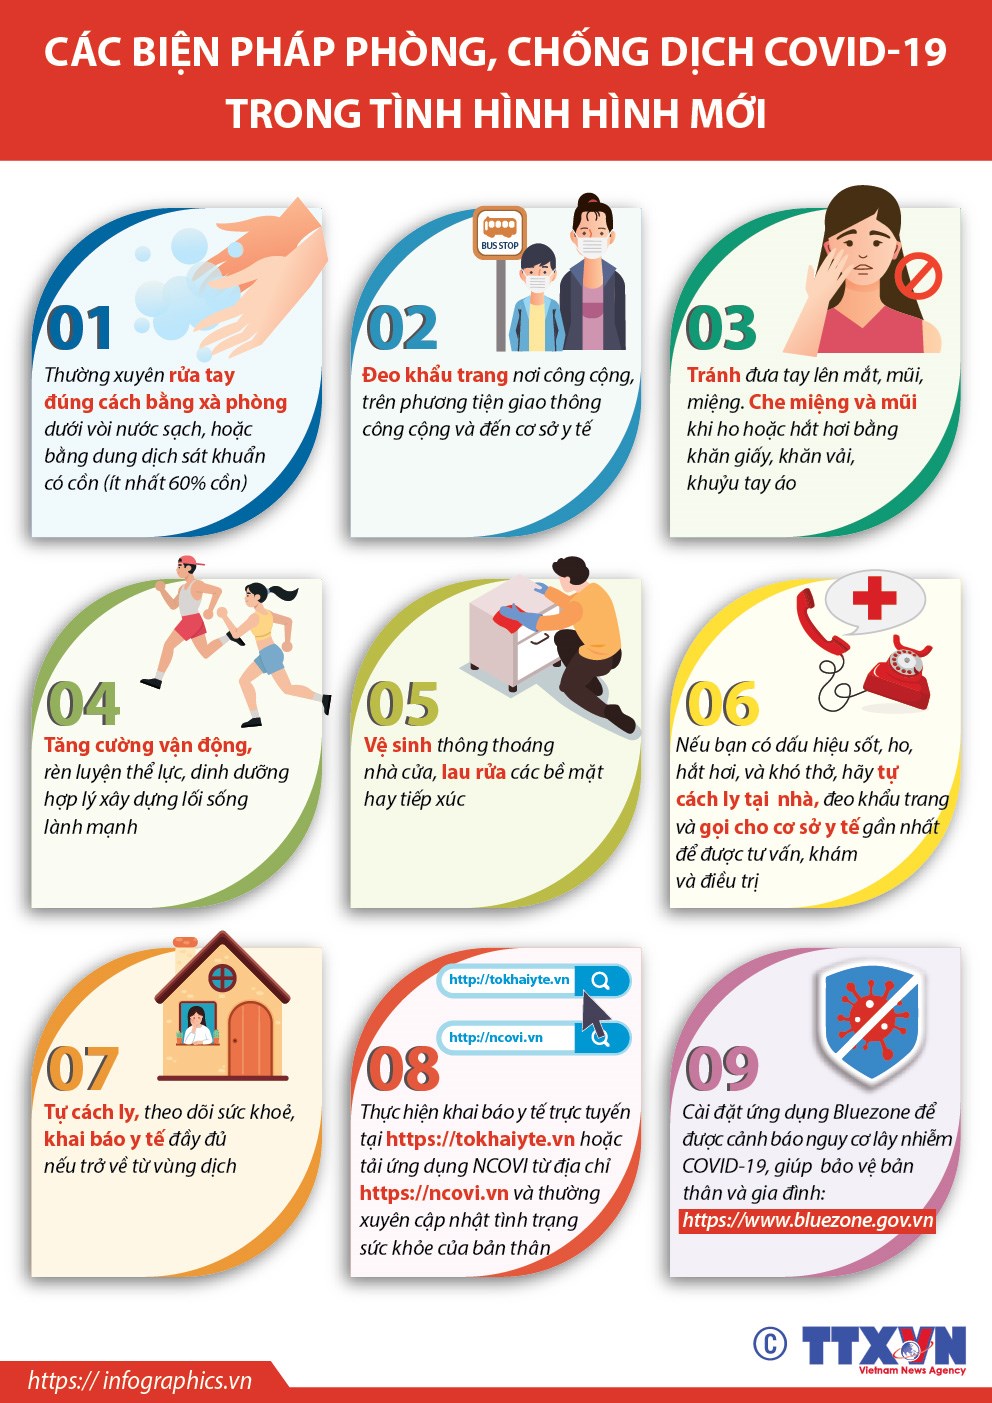 CÁC BIỆN PHÁP PHÒNG, CHỐNG DỊCH COVID-19
TRONG TÌNH HÌNH HÌNH MỚI
01
Thường xuyên rửa tay
đúng cách bằng xà phòng
dưới vòi nước sạch, hoặc
bằng dung dịch sát khuẩn
có cồn (ít nhất 60% cồn)
BUS STOP
02
Đeo khẩu trang nơi công cộng,
trên phương tiện giao thông
công cộng và đến cơ sở y tế
03
Tránh đưa tay lên mắt, mũi,
miệng. Che miệng và mũi
khi ho hoặc hắt hơi bằng
khăn giấy, khăn vải,
khuỷu tay áo
04
Tăng cường vận động,
rèn luyện thể lực, dinh dưỡng
hợp lý xây dựng lối sống
lành mạnh
05
Vệ sinh thông thoáng
nhà cửa, lau rửa các bề mặt
hay tiếp xúc
06
Nếu bạn có dấu hiệu sốt, ho,
hắt hơi, và khó thở, hãy tự
cách ly tại nhà, đeo khẩu trang
và gọi cho cơ sở y tế gần nhất
để được tư vấn, khám
và điều trị
07
Tự cách ly, theo dõi sức khoẻ,
khai báo y tế đầy đủ
nếu trở về từ vùng dịch
http://tokhaiyte.vn
http://ncovi.vn
08
Thực hiện khai báo y tế trực tuyến
tại https://tokhaiyte.vn hoặc
tải ứng dụng NCOVI từ địa chỉ
https://ncovi.vn và thường
xuyên cập nhật tình trạng
sức khỏe của bản thân
09
Cài đặt ứng dụng Bluezone để
được cảnh báo nguy cơ lây nhiễm
COVID-19, giúp bảo vệ bản
thân và gia đình:
https://www.bluezone.gov.vn
© TTXVN
Vietnam News Agency
https:// infographics.vn